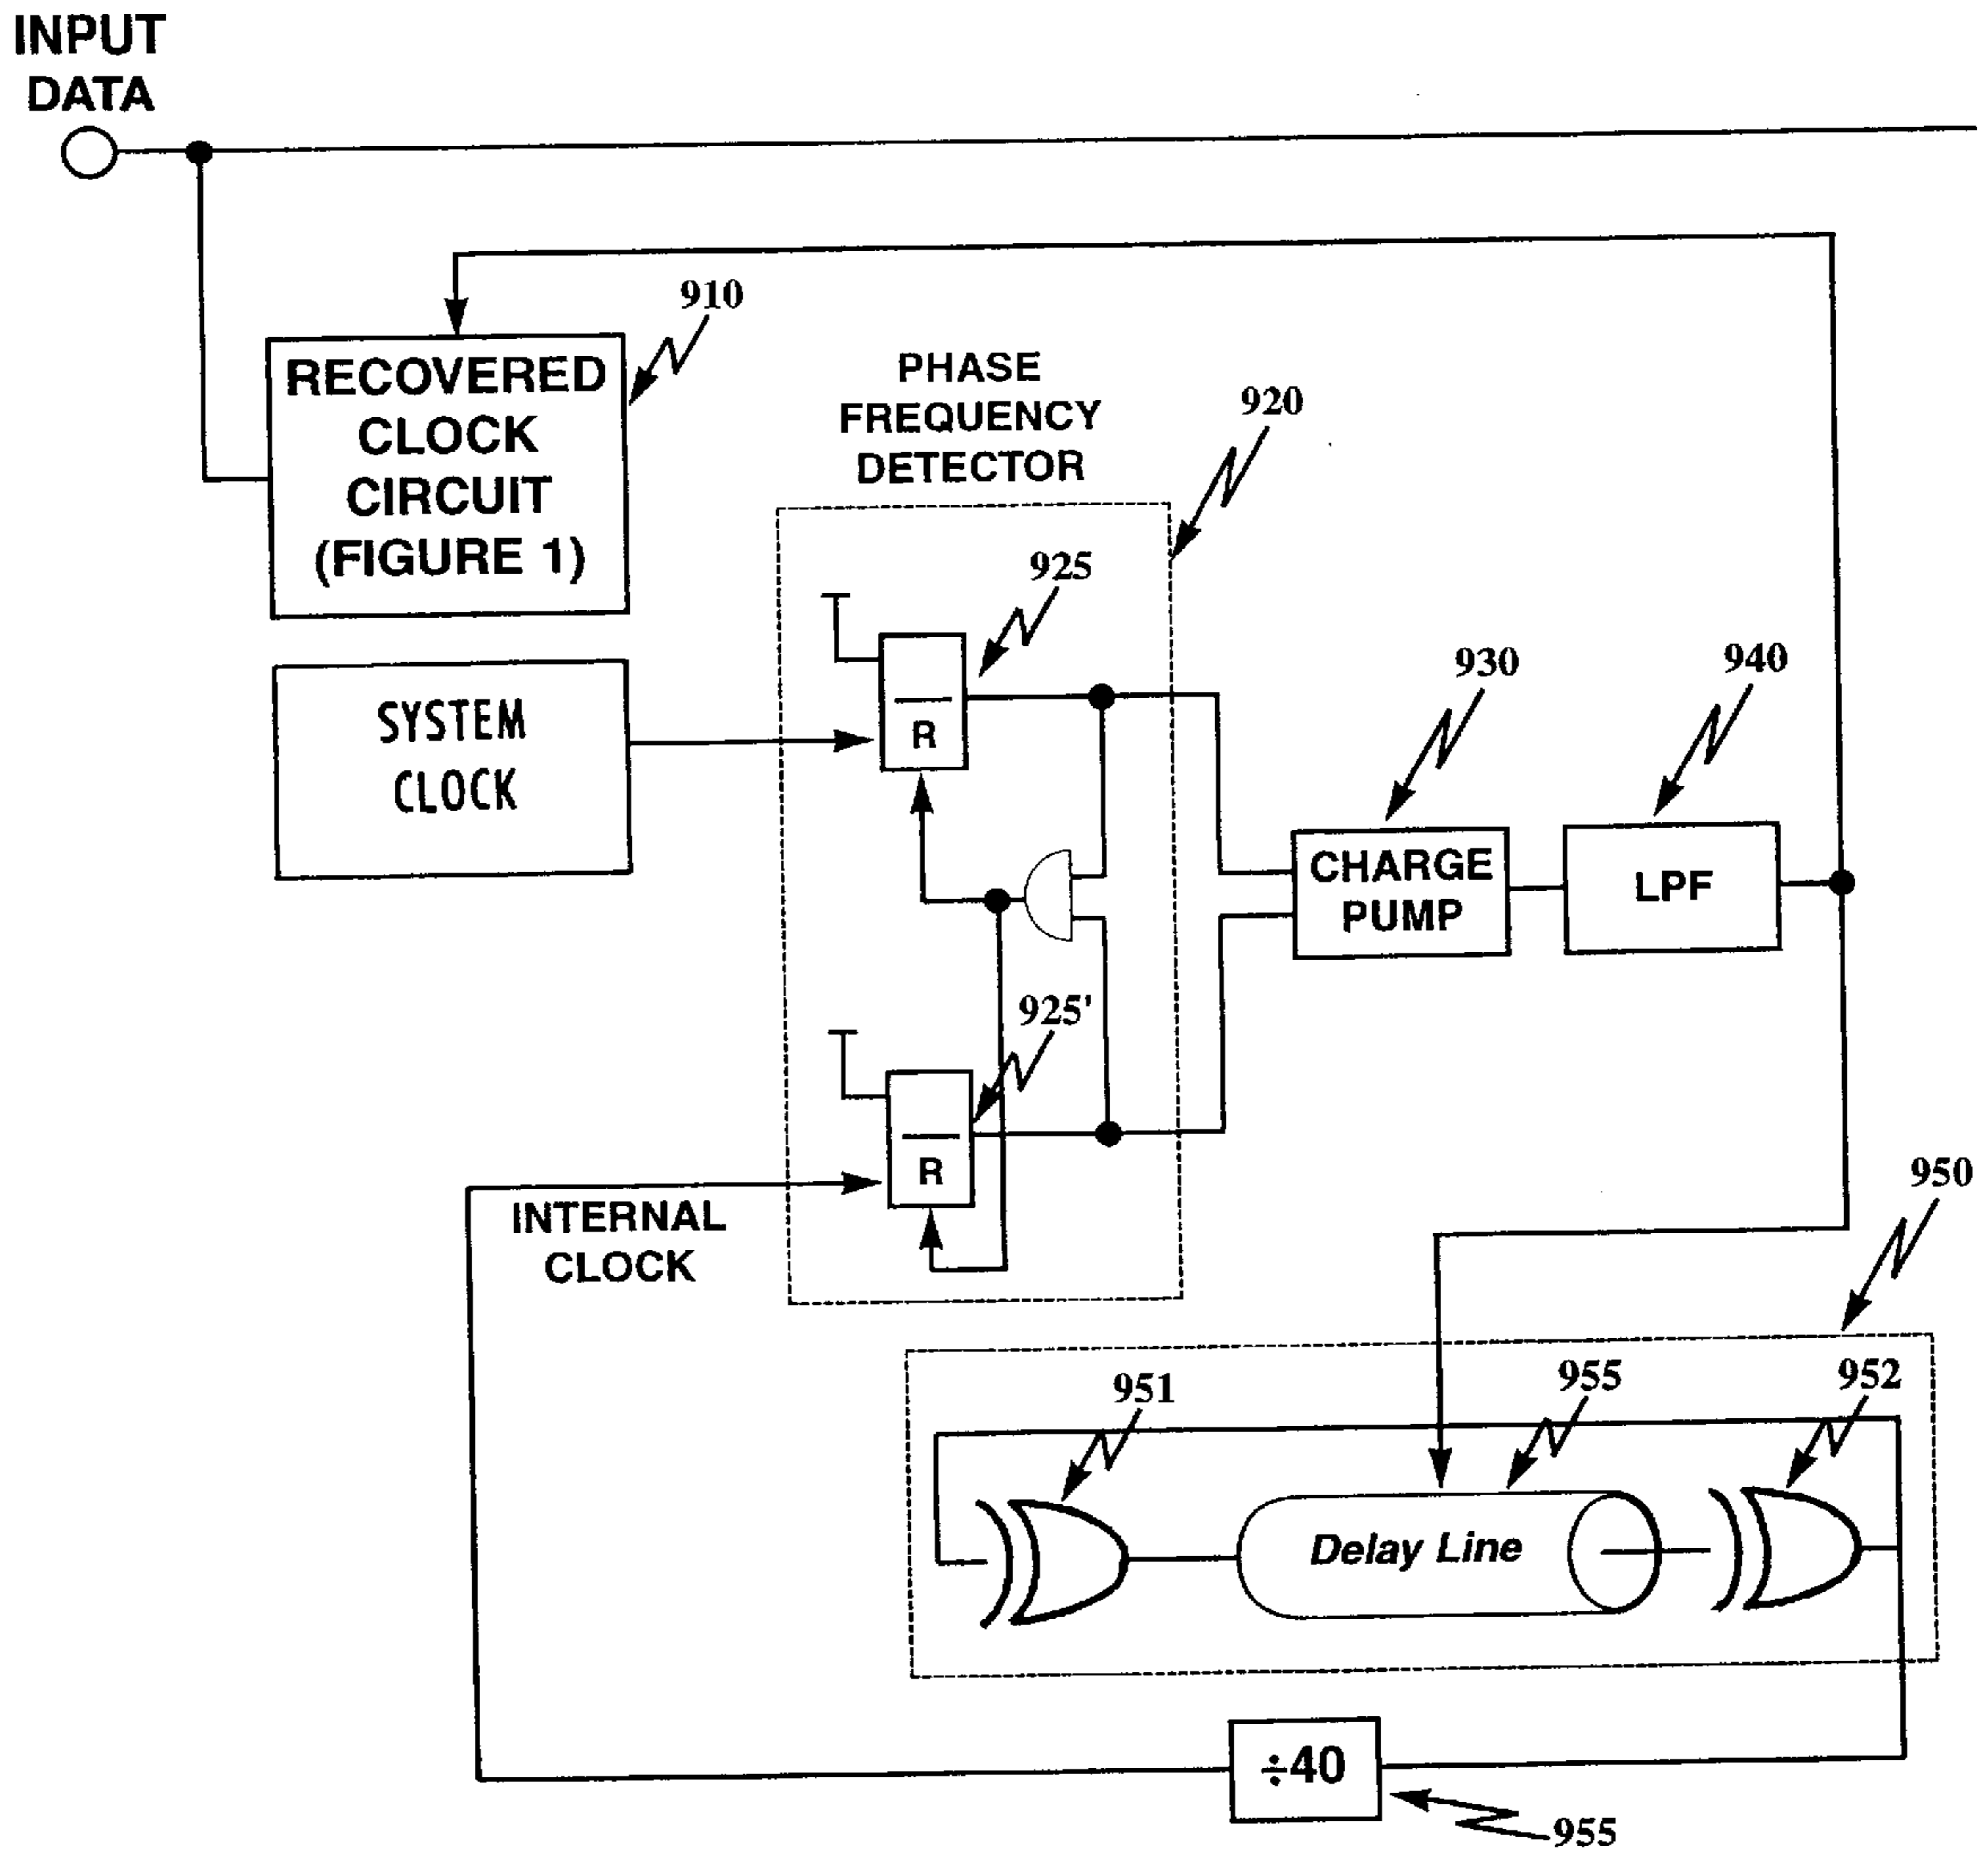 INPUT
DATA
910
RECOVERED
CLOCK
CIRCUIT
(FIGURE 1)
PHASE
FREQUENCY
DETECTOR
920
925
R
SYSTEM
CLOCK
930
940
CHARGE
PUMP
LPF
925'
R
INTERNAL
CLOCK
950
951
955
952
Delay Line
÷40
955